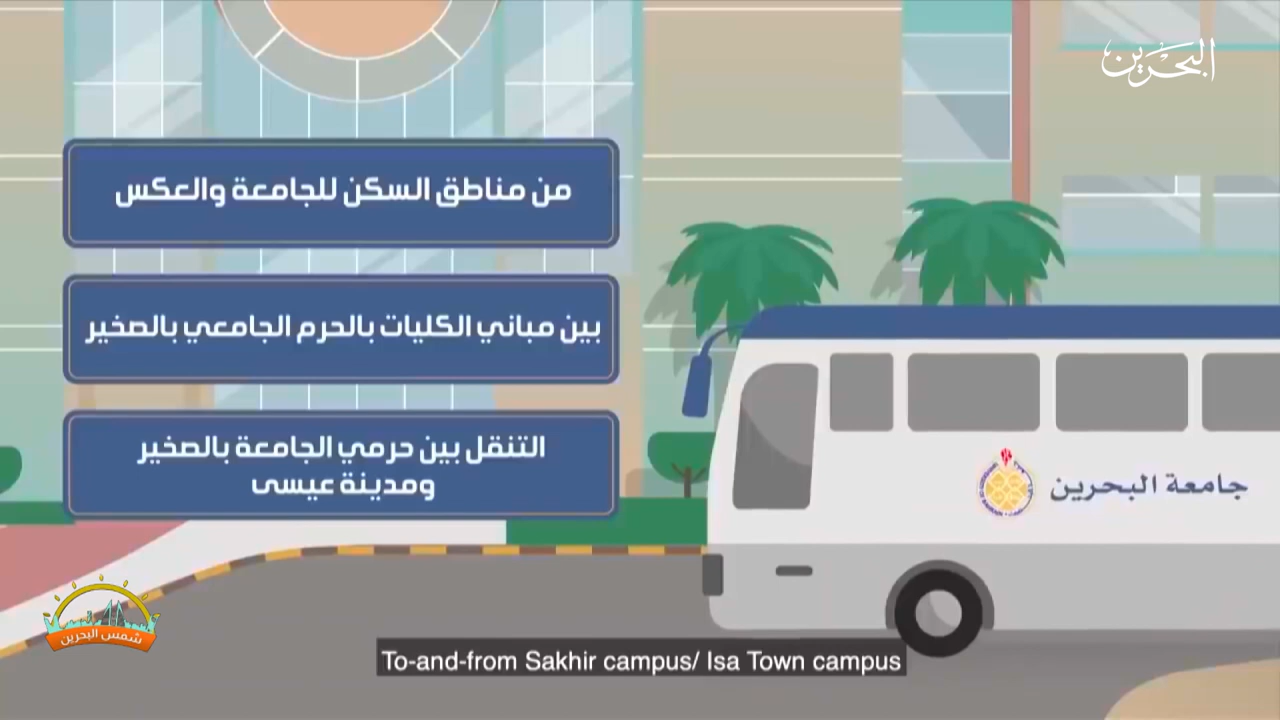 البحرين
من مناطق السكن للجامعة والعكس
بين مباني الكليات بالحرم الجامعي بالصخير
التنقل بين حرمي الجامعة بالصخير
ومدينة عيسى
جامعة البحرين
شمس البحرين
To-and-from Sakhir campus/ Isa Town campus